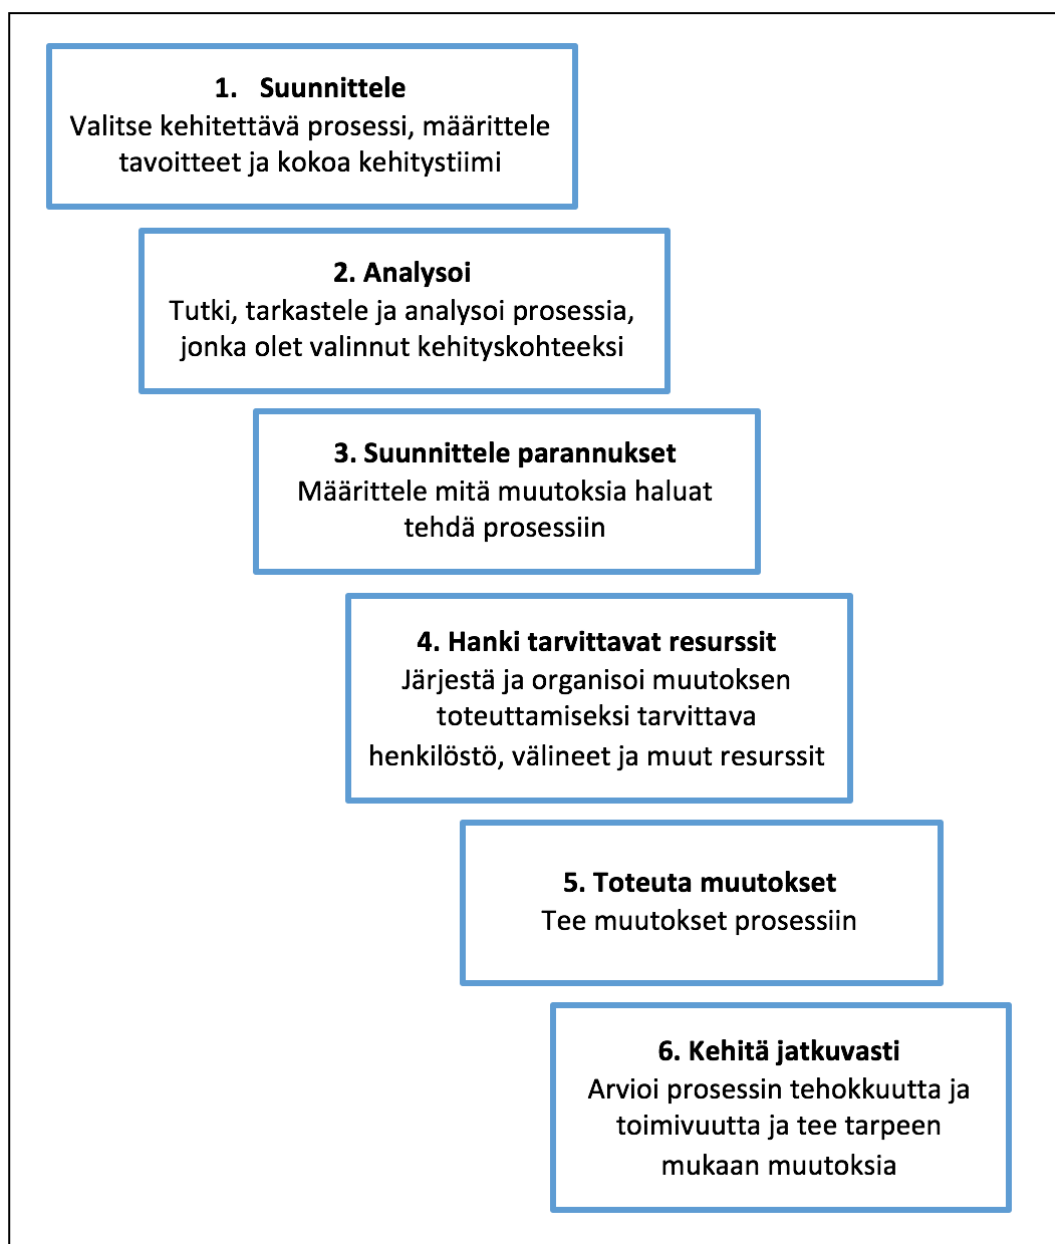 1. Suunnittele
Valitse kehitettävä prosessi, määrittele
tavoitteet ja kokoa kehitystiimi
2. Analysoi
Tutki, tarkastele ja analysoi prosessia,
jonka olet valinnut kehityskohteeksi
3. Suunnittele parannukset
Määrittele mitä muutoksia haluat
tehdä prosessiin
4. Hanki tarvittavat resurssit
Järjestä ja organisoi muutoksen
toteuttamiseksi tarvittava
henkilöstö, välineet ja muut resurssit
5. Toteuta muutokset
Tee muutokset prosessiin
6. Kehitä jatkuvasti
Arvioi prosessin tehokkuutta ja
toimivuutta ja tee tarpeen
mukaan muutoksia